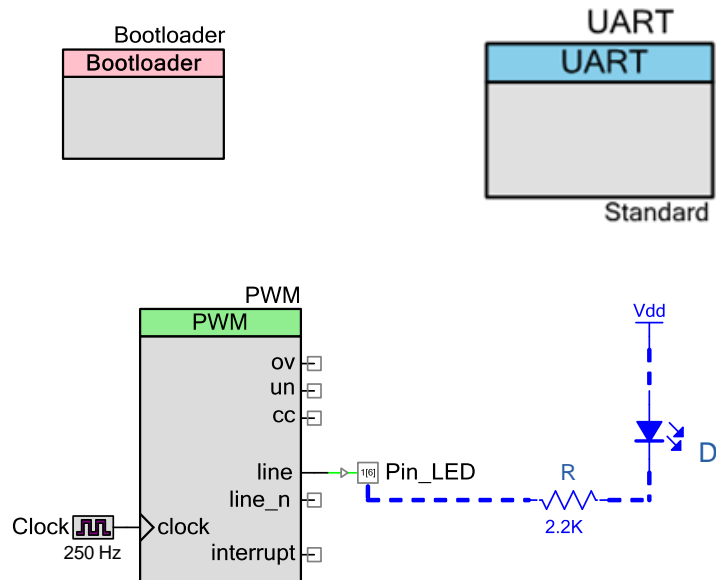 Bootloader
Bootloader
UART
UART
Standard
PWM
PWM
ov
un
cc
line
line_n
interrupt
Clock
250 Hz
clock
1[6]
Pin_LED
R
2.2K
Vdd
D